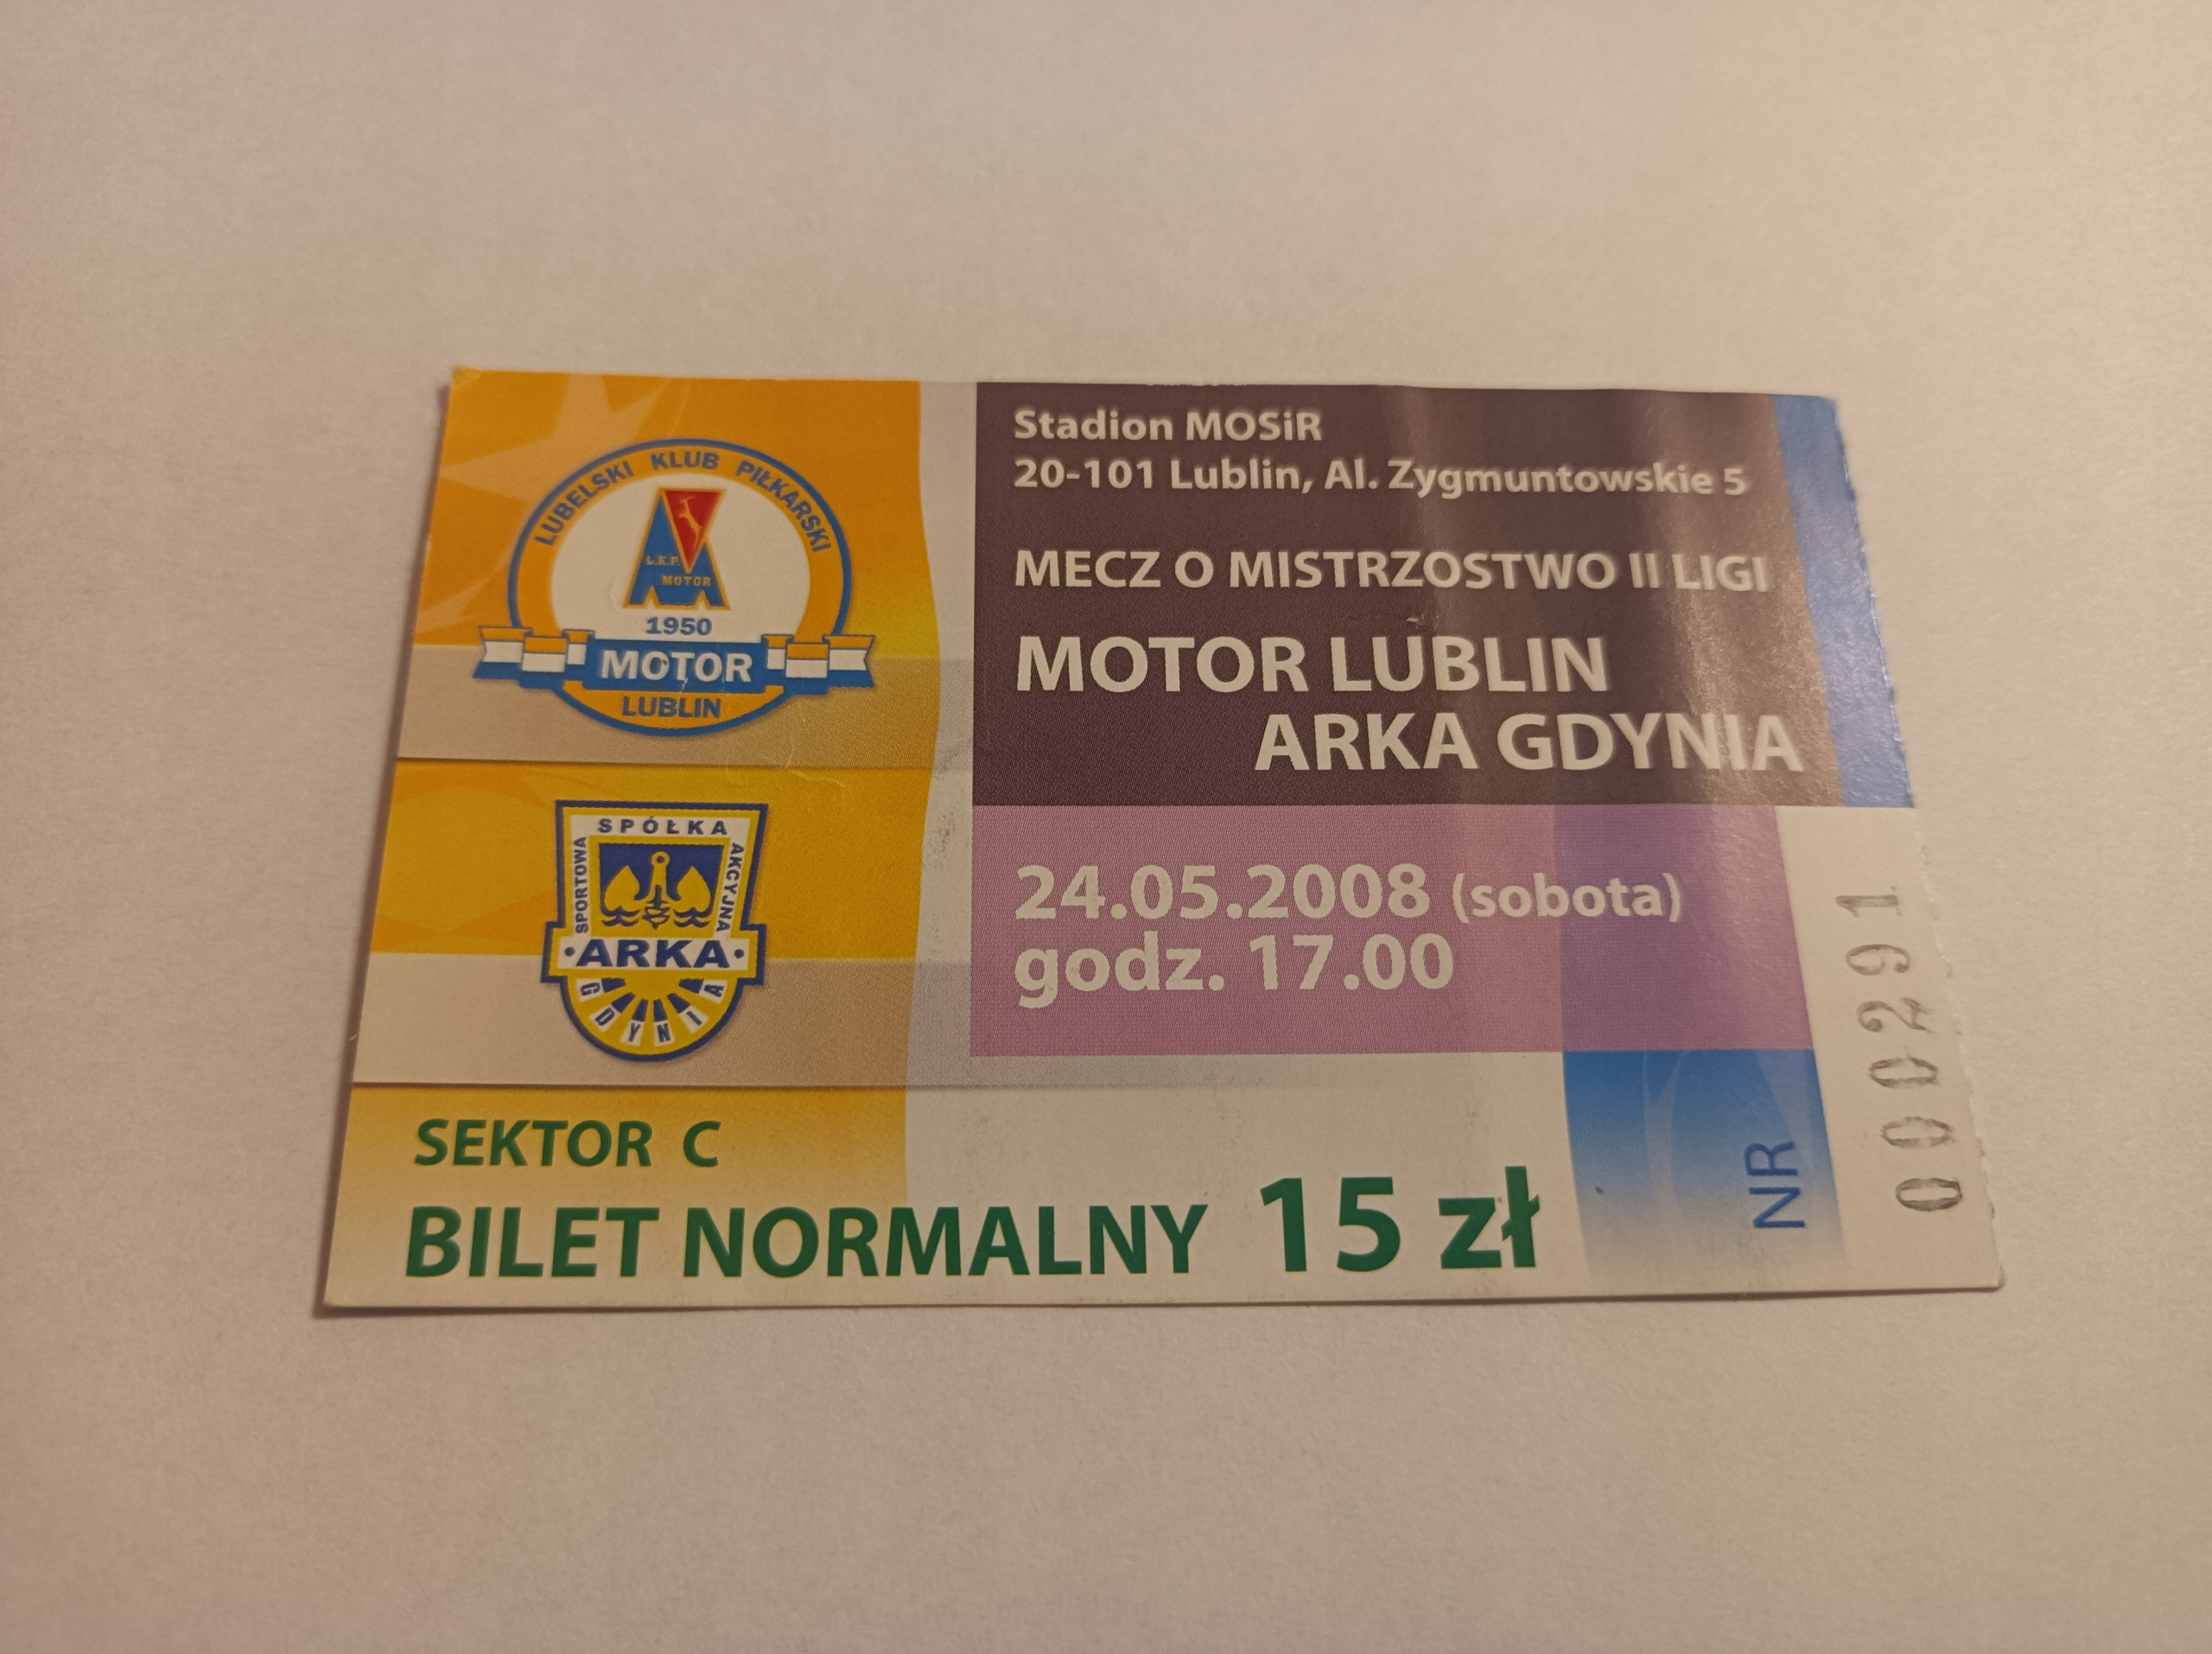 LUBELSKI KLUB PIŁKARSKI
L.K.P.
MOTOR
1950
MOTOR
LUBLIN
SPÓŁKA
SPORTOWA
AKCYJNA
•ARKA•
GDYNIA
Stadion MOSiR
20-101 Lublin, Al. Zygmuntowskie 5
MECZ O MISTRZOSTWO II LIGI
MOTOR LUBLIN
ARKA GDYNIA
24.05.2008 (sobota)
godz. 17.00
SEKTOR C
BILET NORMALNY 15 zł
NR
000291